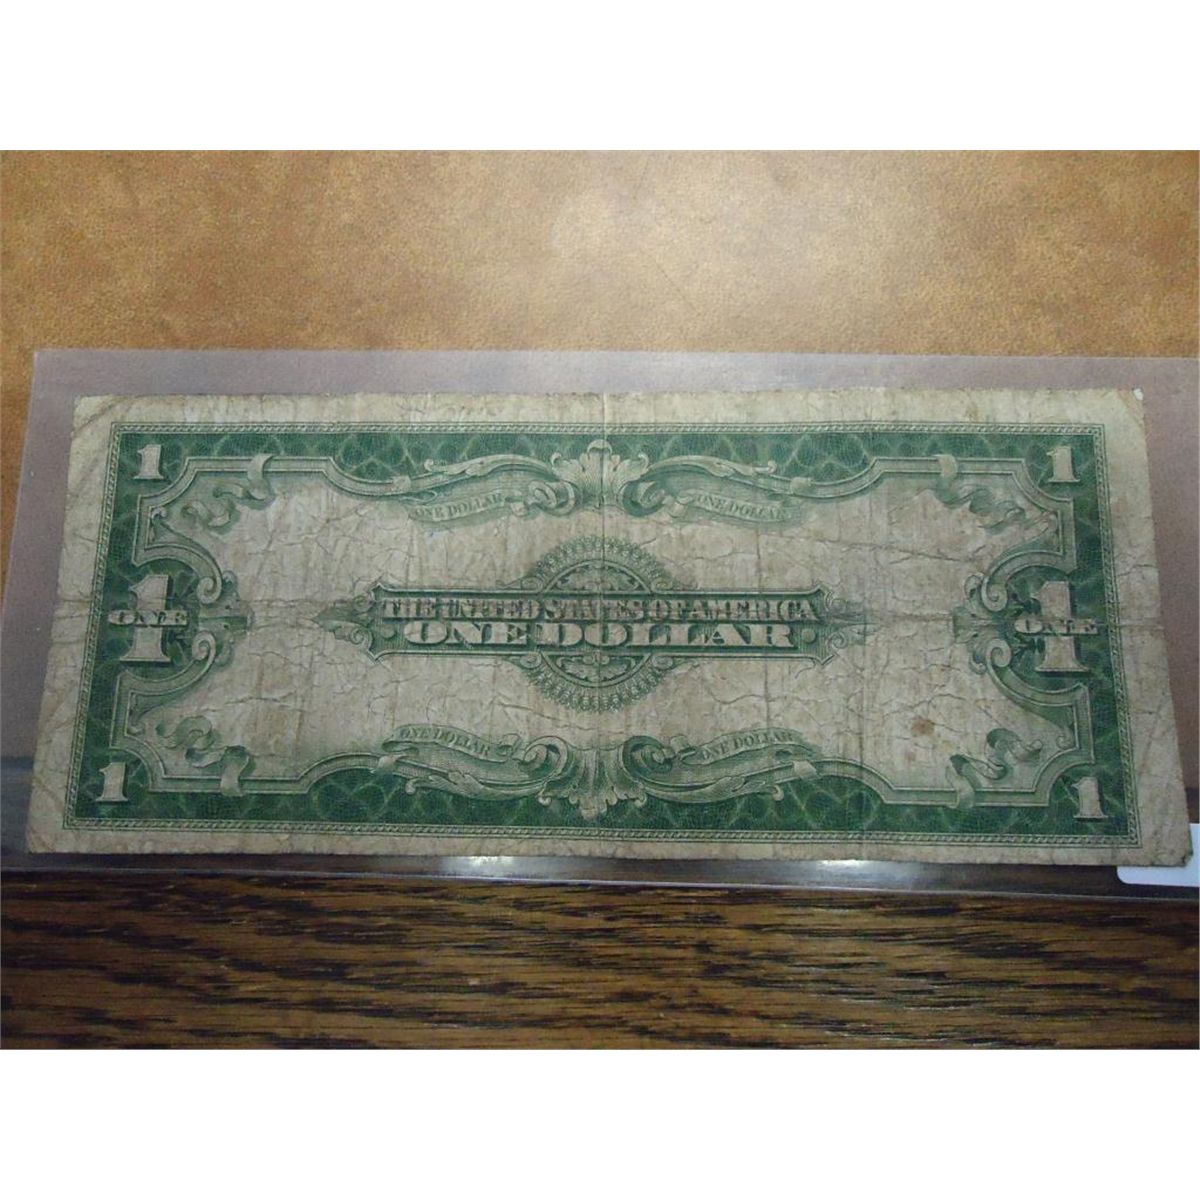 1 1
ONE DOLLAR ONE DOLLAR
THE UNITED STATES OF AMERICA
1 ONE ONE DOLLAR 1 ONE
ONE DOLLAR ONE DOLLAR
1 1